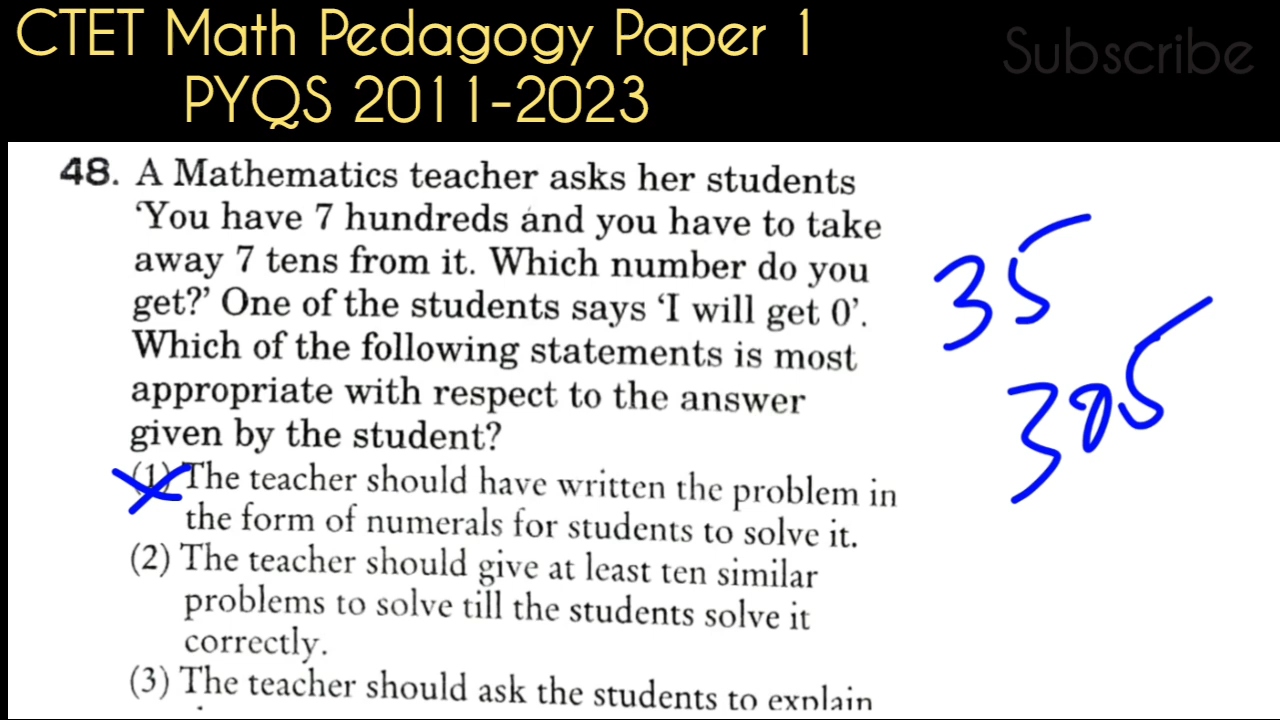 CTET Math Pedagogy Paper 1
PYQS 2011-2023
Subscribe
48. A Mathematics teacher asks her students
'You have 7 hundreds and you have to take
away 7 tens from it. Which number do you
get?' One of the students says 'I will get 0'.
Which of the following statements is most
appropriate with respect to the answer
given by the student?
(1) The teacher should have written the problem in
the form of numerals for students to solve it.
(2) The teacher should give at least ten similar
problems to solve till the students solve it
correctly.
(3) The teacher should ask the students to explain
35
305